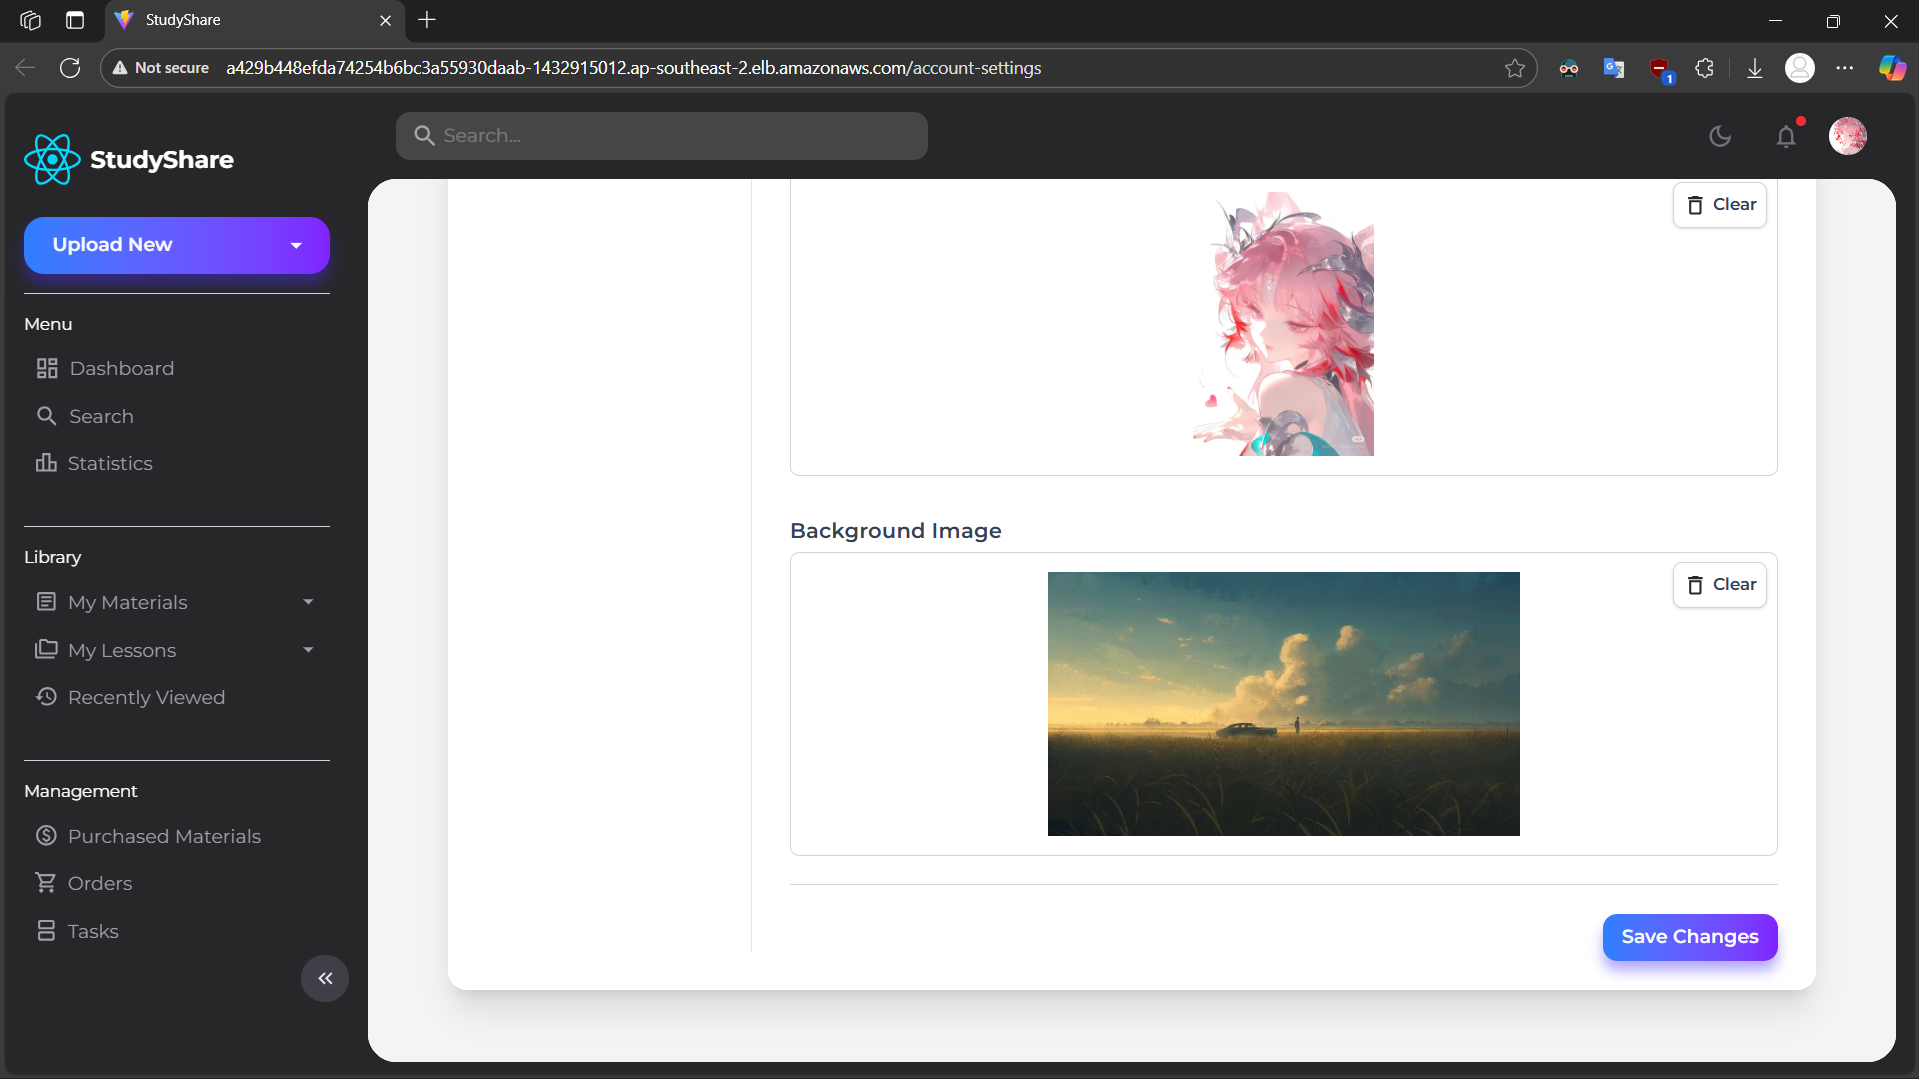 StudyShare
Not secure
a429b448efda74254b6bc3a55930daab-1432915012.ap-southeast-2.elb.amazonaws.com/account-settings
1
StudyShare
Search...
Upload New
Menu
Dashboard
Search
Statistics
Library
My Materials
My Lessons
Recently Viewed
Management
Purchased Materials
Orders
Tasks
Clear
Background Image
Clear
Save Changes